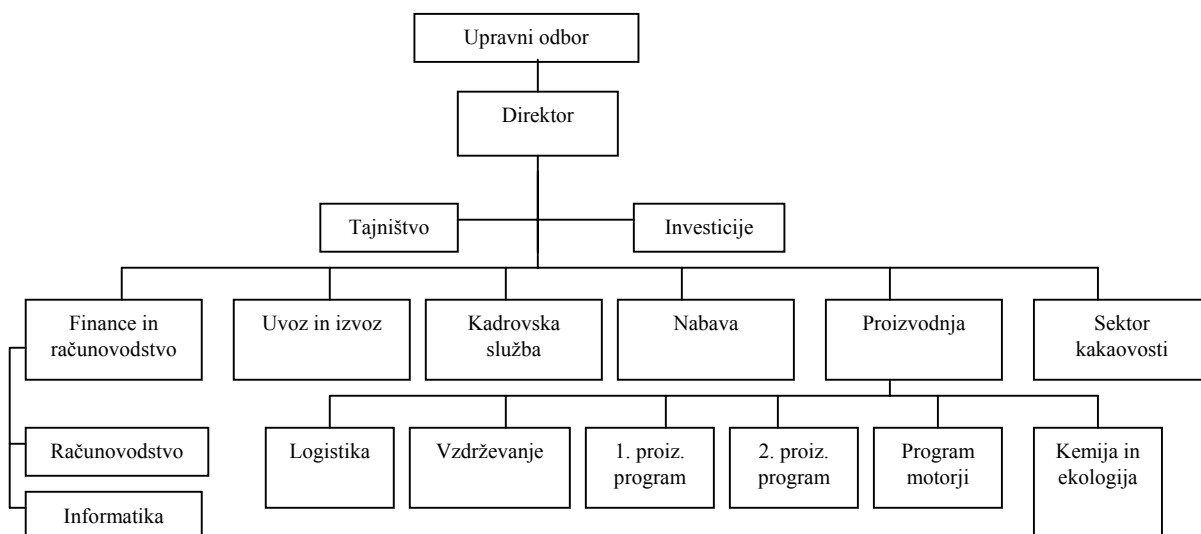 Upravni odbor
Direktor
Tajništvo
Investicije
Finance in
računovodstvo
Uvoz in izvoz
Kadrovska
služba
Nabava
Proizvodnja
Sektor
kakaovosti
Računovodstvo
Informatika
Logistika
Vzdrževanje
1. proiz.
program
2. proiz.
program
Program
motorji
Kemija in
ekologija